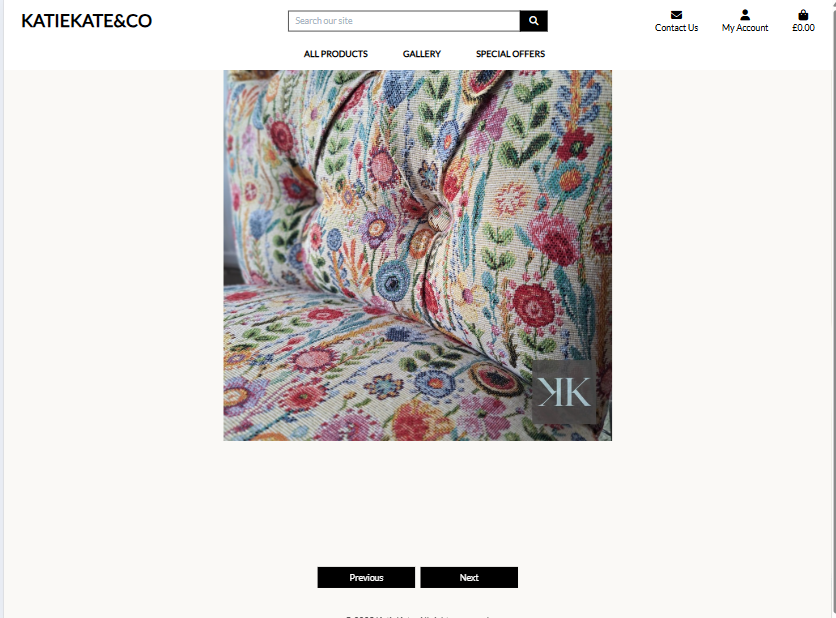 KATIEKATE&CO
Search our site
Contact Us
My Account
£0.00
ALL PRODUCTS
GALLERY
SPECIAL OFFERS
KK
Previous
Next